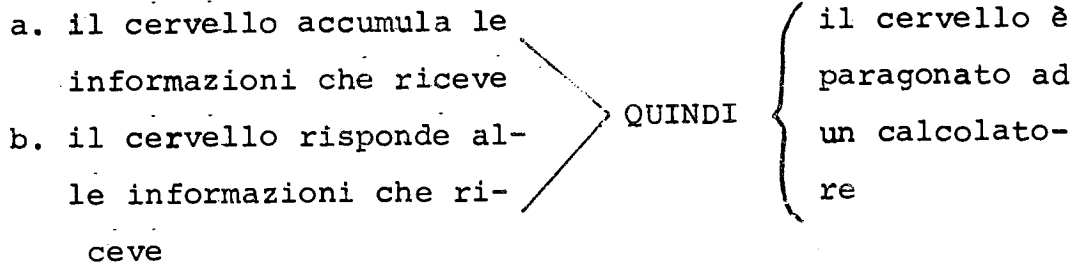 a. il cervello accumula le
informazioni che riceve
b. il cervello risponde al-
le informazioni che ri-
ceve
QUINDI
il cervello è
paragonato ad
un calcolato-
re